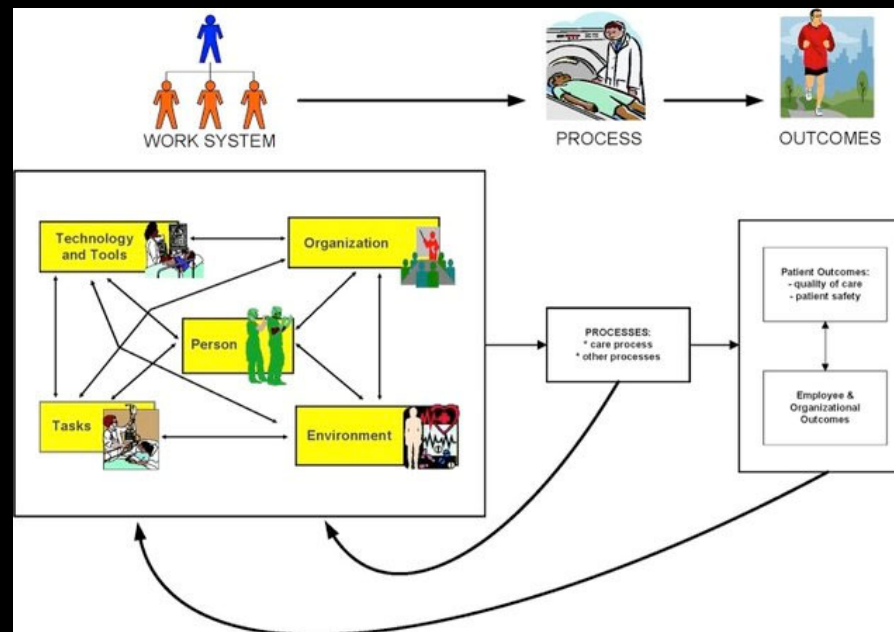 WORK SYSTEM
PROCESS
OUTCOMES
Technology
and Tools
Organization
Person
Tasks
Environment
PROCESSES:
* care process
* other processes
Patient Outcomes:
- quality of care
- patient safety
Employee &
Organizational
Outcomes